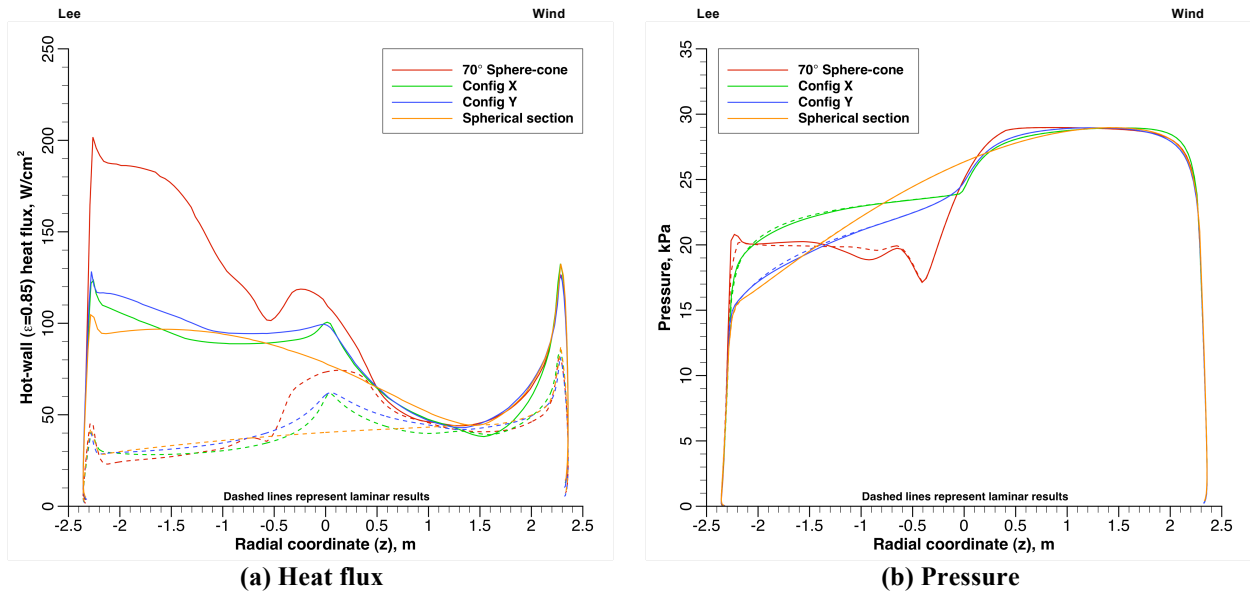 Lee Wind
250
200
150
100
50
0
Hot-wall (ε=0.85) heat flux, W/cm²
70° Sphere-cone
Config X
Config Y
Spherical section
Dashed lines represent laminar results
-2.5 -2 -1.5 -1 -0.5 0 0.5 1 1.5 2 2.5
Radial coordinate (z), m
(a) Heat flux
Lee Wind
35
30
25
20
15
10
5
0
Pressure, kPa
70° Sphere-cone
Config X
Config Y
Spherical section
Dashed lines represent laminar results
-2.5 -2 -1.5 -1 -0.5 0 0.5 1 1.5 2 2.5
Radial coordinate (z), m
(b) Pressure